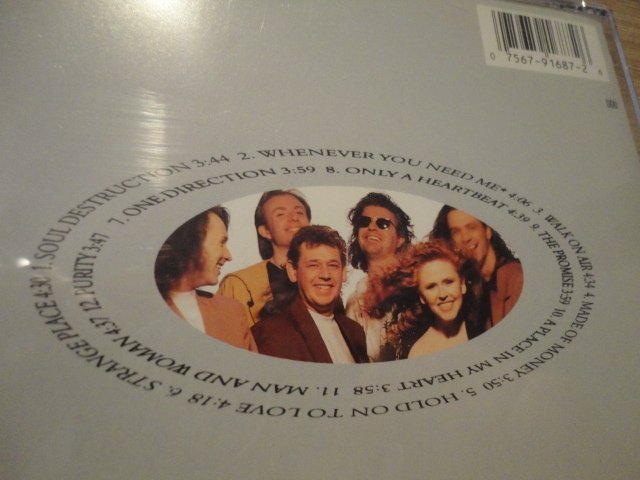 0 7567-91687-2 6
DDD
1. SOUL DESTRUCTION 3:44 2. WHENEVER YOU NEED ME* 4:06 3. WALK ON AIR 4:34 4. MADE OF MONEY 3:50 5. HOLD ON TO LOVE 4:18 6. STRANGE PLACE 4:30
7. ONE DIRECTION 3:59 8. ONLY A HEARTBEAT 4:39 9. THE PROMISE 3:59 10. A PLACE IN MY HEART 3:58 11. MAN AND WOMAN 4:37 12. PURITY 3:47